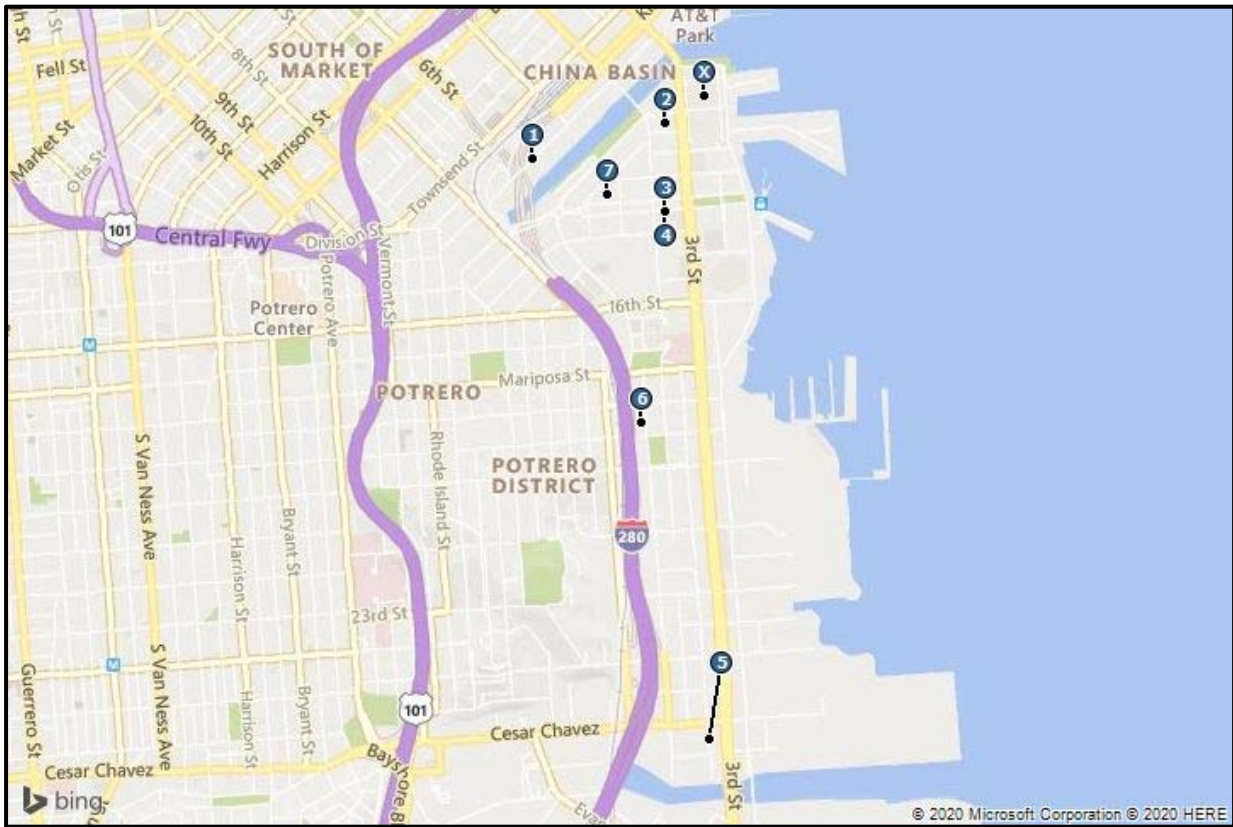 AT&T
Park
SOUTH OF
MARKET
CHINA BASIN
X
Fell St
8th St
6th St
2
9th St
10th St
Harrison St
1
Market St
Otis St
Townsend St
7
3
101
Central Fwy
Division St
4
Vermont St
Potrero Ave
3rd St
Potrero
Center
16th St
M
Mariposa St
POTRERO
6
Rhode Island St
POTRERO
DISTRICT
S Van Ness Ave
Bryant St
Harrison St
280
23rd St
M
5
S Van Ness Ave
Guerrero St
Harrison St
Bryant St
101
Cesar Chavez
Cesar Chavez
3rd St
bing
© 2020 Microsoft Corporation © 2020 HERE